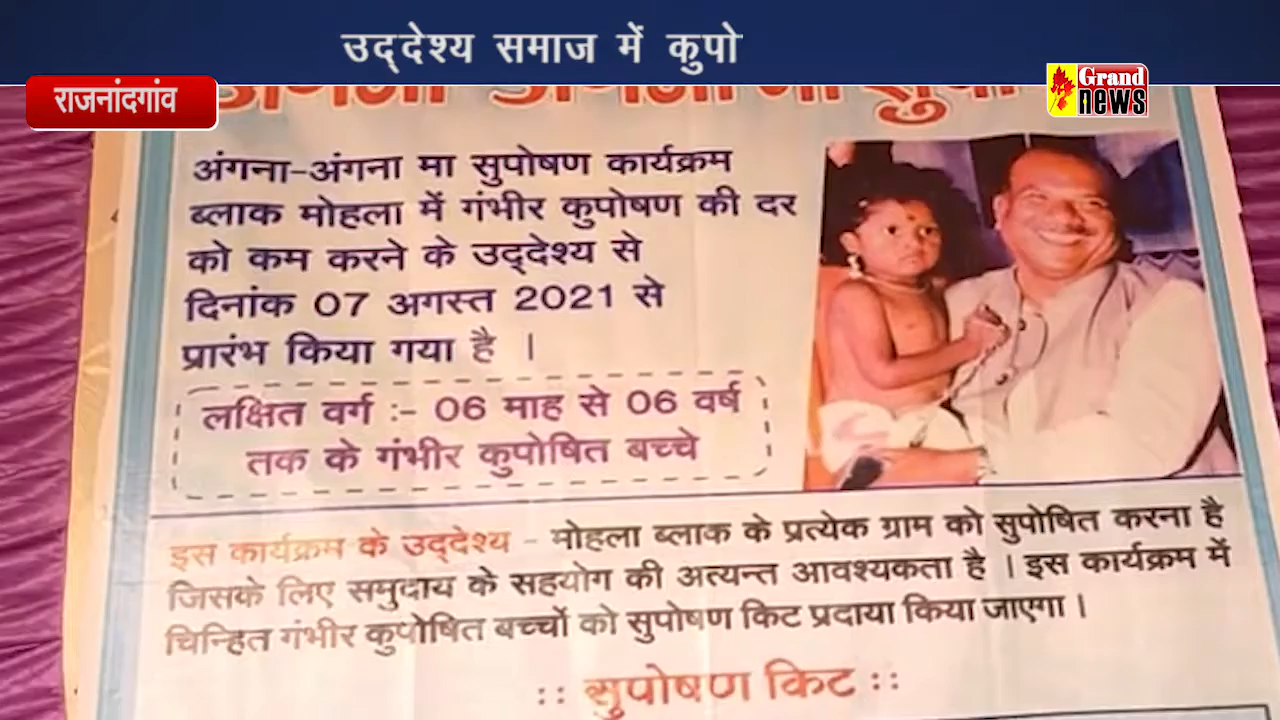 उद्देश्य समाज में कुपो
राजनांदगांव
Grand
news
अंगना-अंगना मा सुपोषण कार्यक्रम
ब्लाक मोहला में गंभीर कुपोषण की दर
को कम करने के उद्देश्य से
दिनांक 07 अगस्त 2021 से
प्रारंभ किया गया है ।
लक्षित वर्ग :- 06 माह से 06 वर्ष
तक के गंभीर कुपोषित बच्चे
इस कार्यक्रम के उद्देश्य - मोहला ब्लाक के प्रत्येक ग्राम को सुपोषित करना है
जिसके लिए समुदाय के सहयोग की अत्यन्त आवश्यकता है । इस कार्यक्रम में
चिन्हित गंभीर कुपोषित बच्चों को सुपोषण किट प्रदाया किया जाएगा ।
:: सुपोषण किट ::